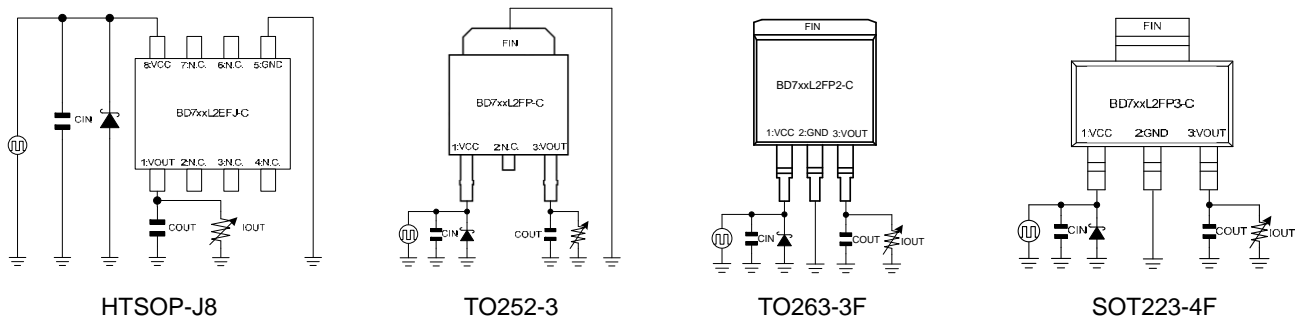 8:VCC 7:N.C. 6:N.C. 5:GND
BD7xxL2EFJ-C
1:VOUT 2:N.C. 3:N.C. 4:N.C.
CIN
COUT
IOUT
HTSOP-J8
FIN
BD7xxL2FP-C
1:VCC 2:N.C. 3:VOUT
CIN
COUT
TO252-3
FIN
BD7xxL2FP2-C
1:VCC 2:GND 3:VOUT
CIN
COUT
IOUT
TO263-3F
FIN
BD7xxL2FP3-C
1:VCC 2:GND 3:VOUT
CIN
COUT
IOUT
SOT223-4F